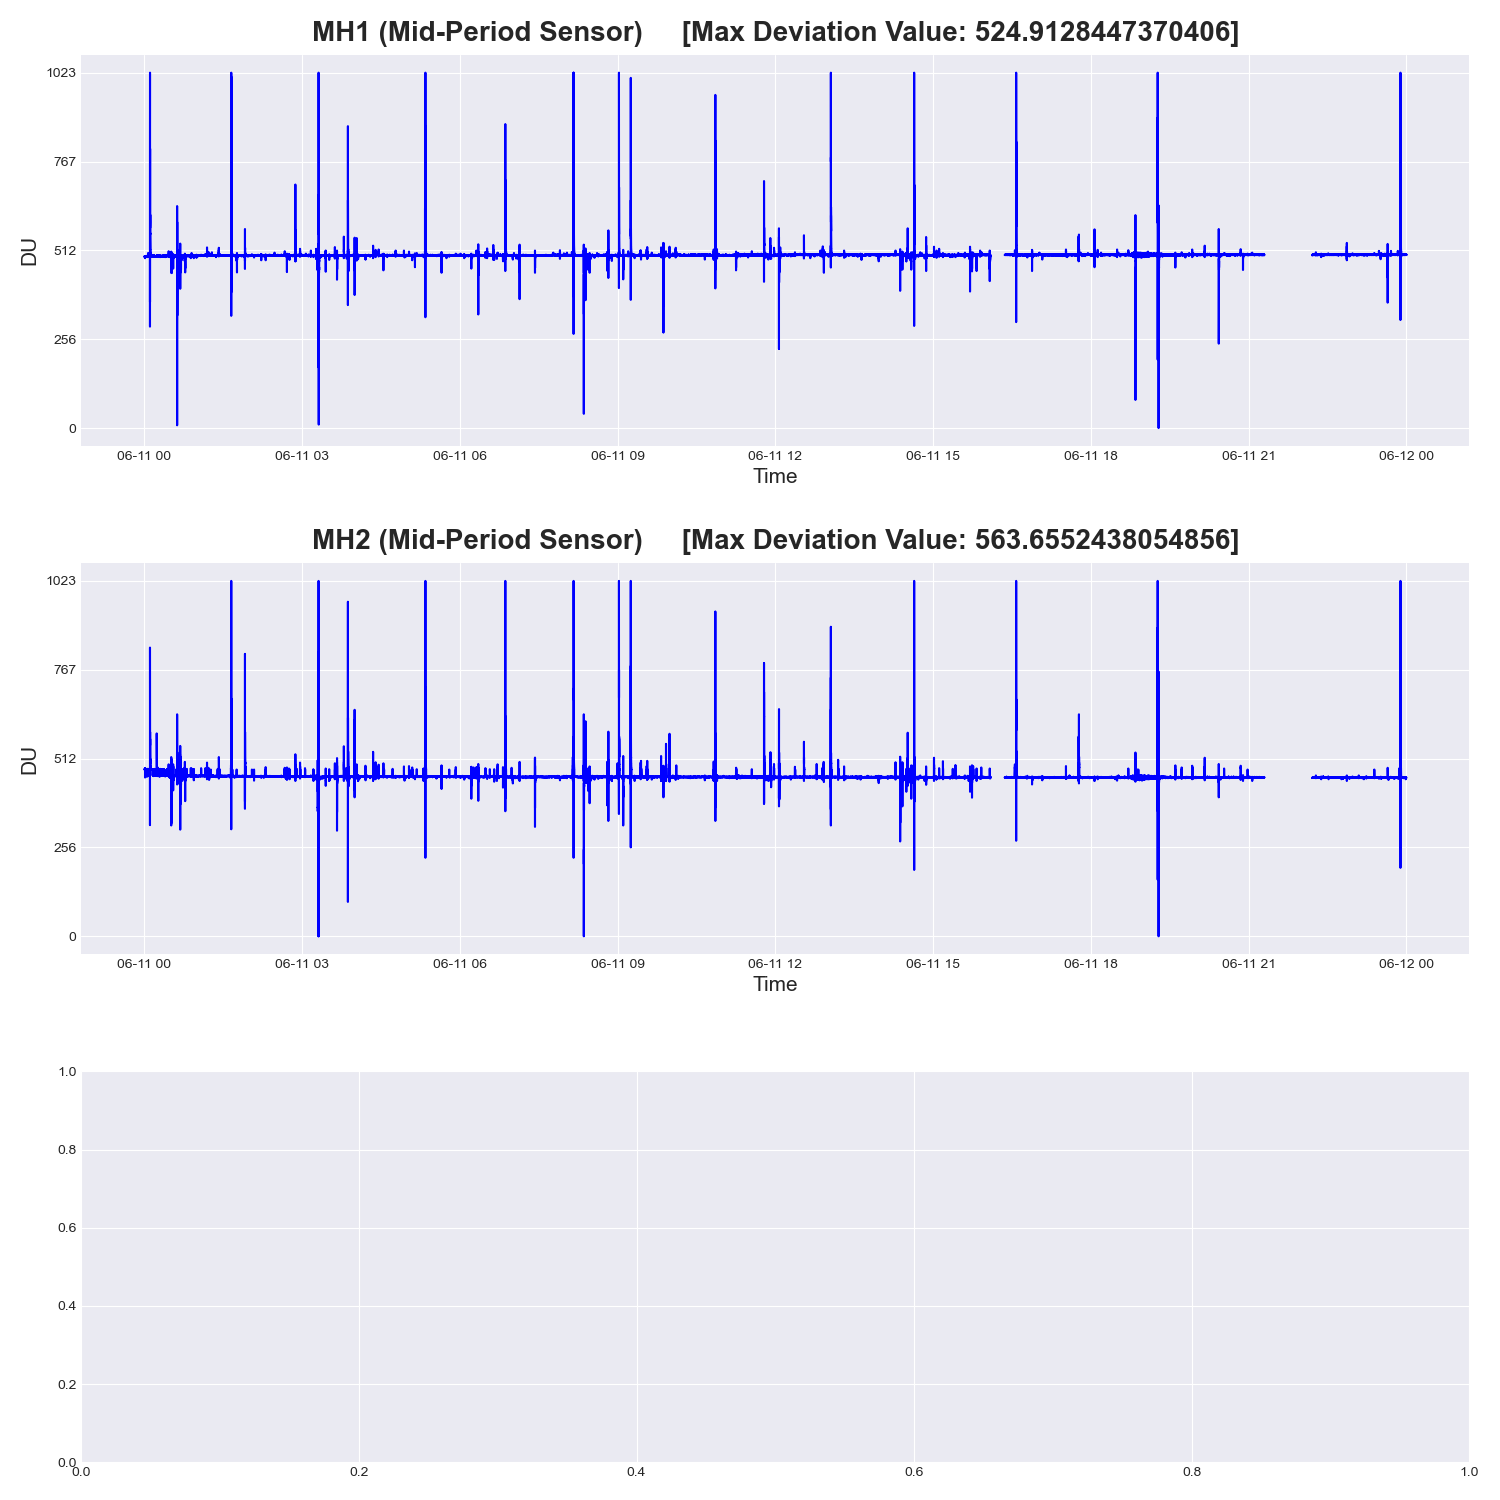 MH1 (Mid-Period Sensor) [Max Deviation Value: 524.9128447370406]
1023
767
512
256
0
DU
06-11 00 06-11 03 06-11 06 06-11 09 06-11 12 06-11 15 06-11 18 06-11 21 06-12 00
Time
MH2 (Mid-Period Sensor) [Max Deviation Value: 563.6552438054856]
1023
767
512
256
0
DU
06-11 00 06-11 03 06-11 06 06-11 09 06-11 12 06-11 15 06-11 18 06-11 21 06-12 00
Time
1.0
0.8
0.6
0.4
0.2
0.0
0.0 0.2 0.4 0.6 0.8 1.0